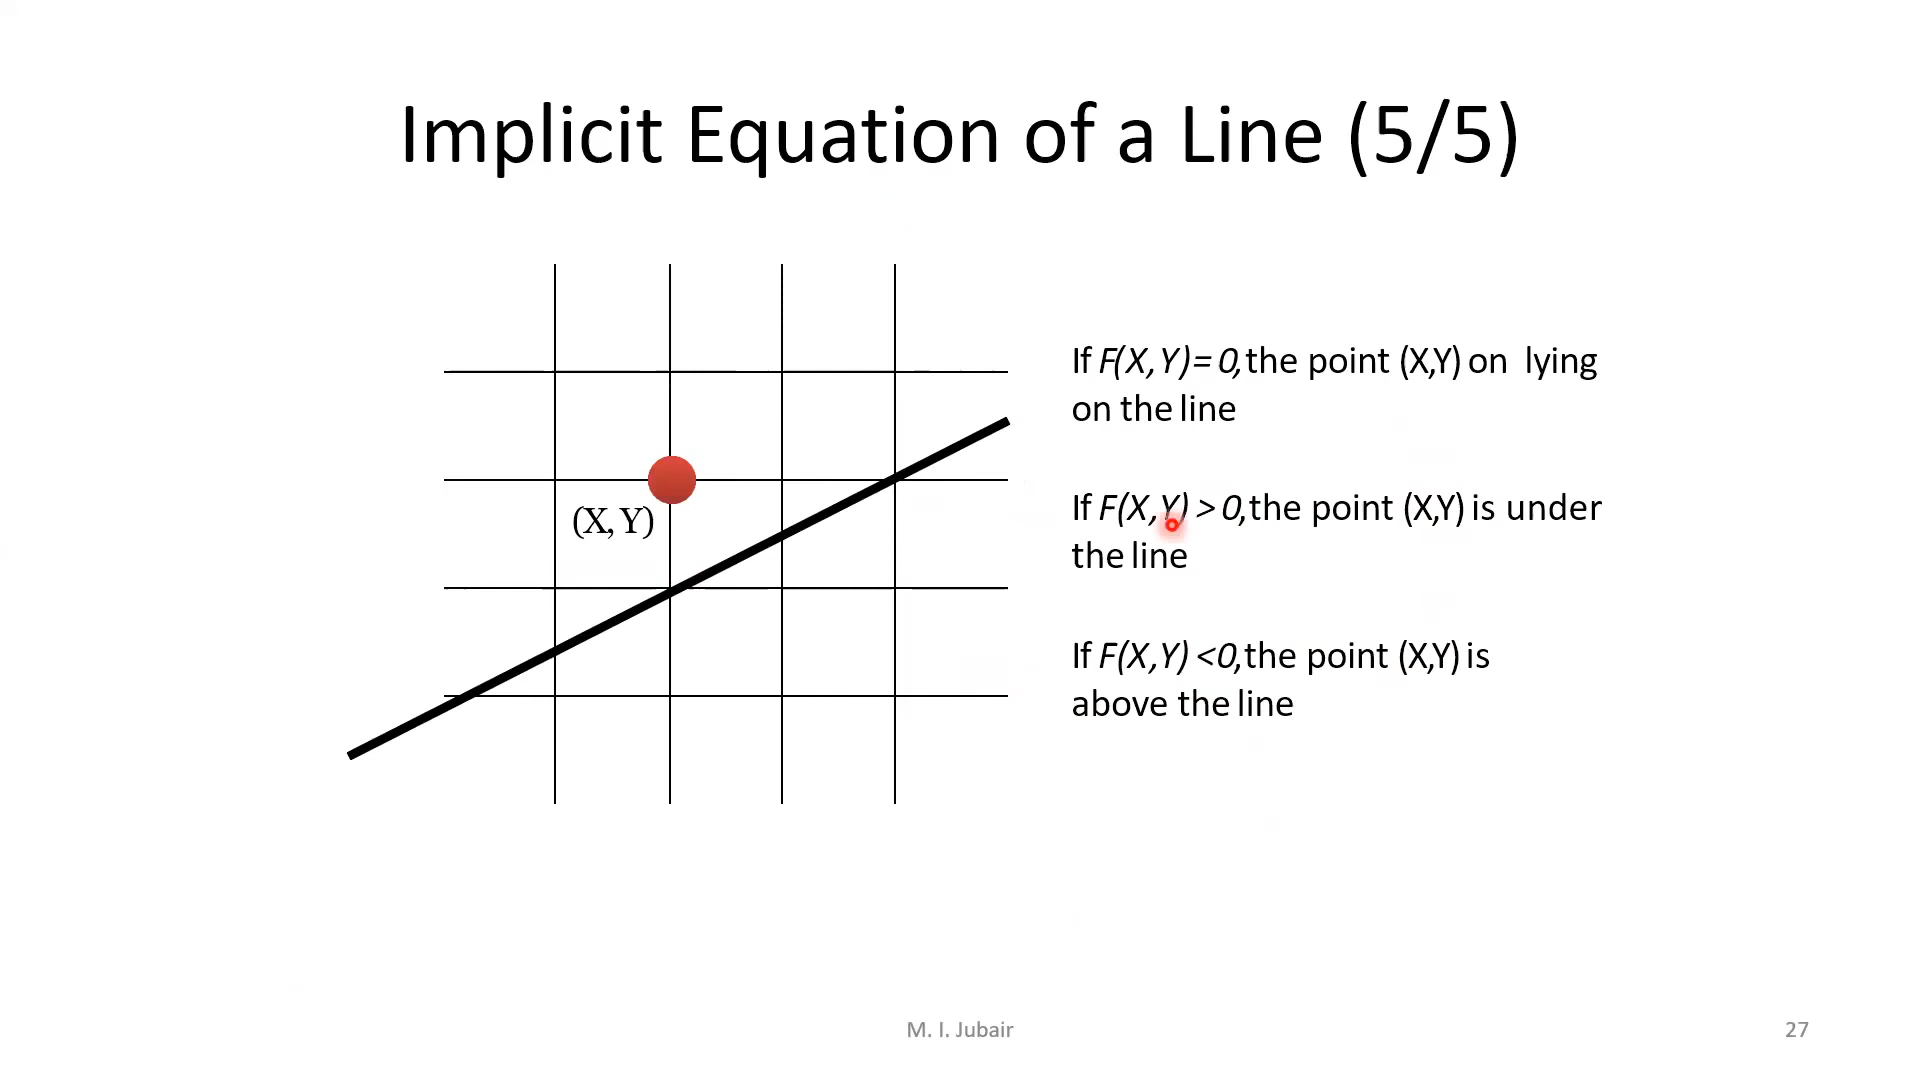 Implicit Equation of a Line (5/5)
(X, Y)
If F(X, Y)= 0,the point (X,Y) on lying
on the line
If F(X,Y) > 0,the point (X,Y) is under
the line
If F(X,Y) <0,the point (X,Y) is
above the line
M. I. Jubair
27